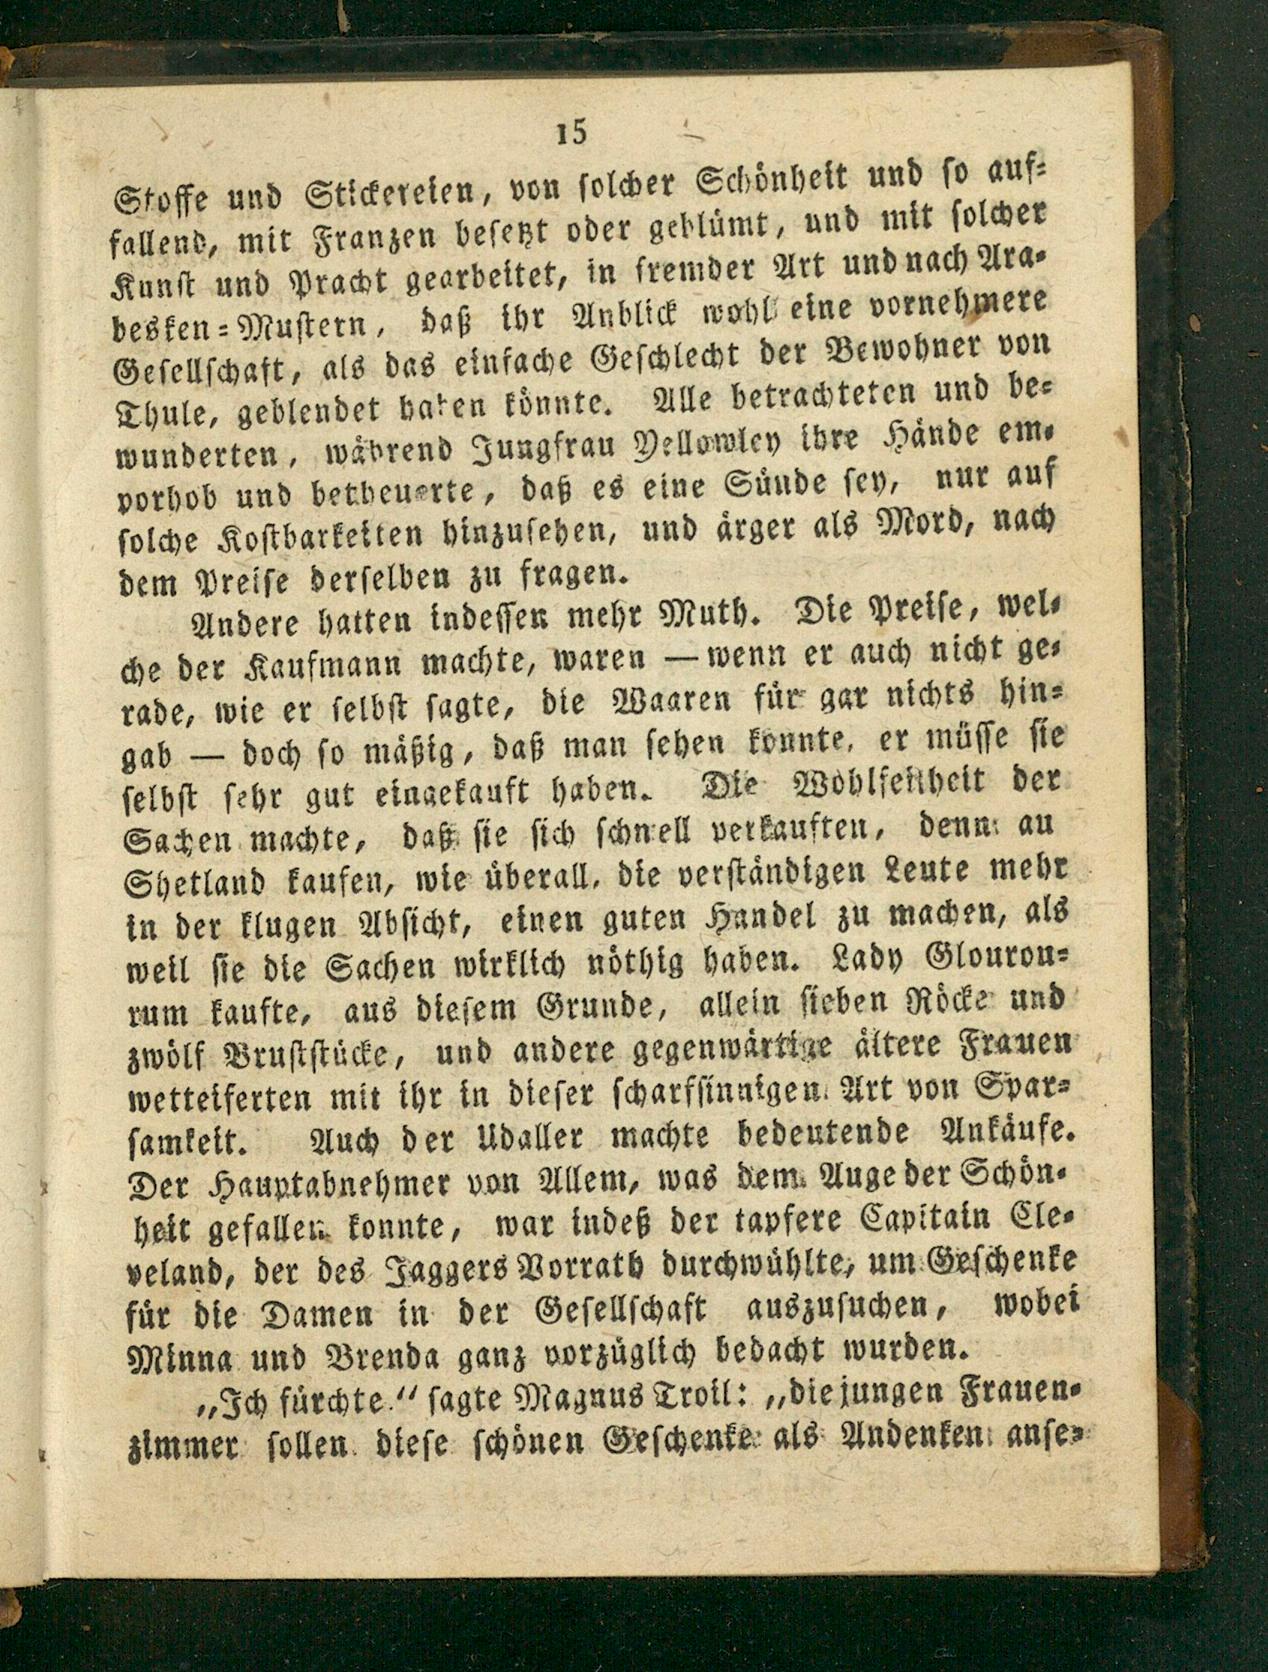 15
Stoffe und Stickereien, von solcher Schönheit und so auf-
fallend, mit Franzen besetzt oder geblümt, und mit solcher
Kunst und Pracht gearbeitet, in fremder Art und nach Ara-
besken-Mustern, daß ihr Anblick wohl eine vornehmere
Gesellschaft, als das einfache Geschlecht der Bewohner von
Thule, geblendet haben könnte. Alle betrachteten und be-
wunderten, während Jungfrau Yellowley ihre Hände em-
porhob und betheuerte, daß es eine Sünde sey, nur auf
solche Kostbarkeiten hinzusehen, und ärger als Mord, nach
dem Preise derselben zu fragen.
Andere hatten indessen mehr Muth. Die Preise, wel-
che der Kaufmann machte, waren — wenn er auch nicht ge-
rade, wie er selbst sagte, die Waaren für gar nichts hin-
gab — doch so mäßig, daß man sehen konnte, er müsse sie
selbst sehr gut eingekauft haben. Die Wohlfeilheit der
Sachen machte, daß sie sich schnell verkauften, denn au
Shetland kaufen, wie überall, die verständigen Leute mehr
in der klugen Absicht, einen guten Handel zu machen, als
weil sie die Sachen wirklich nöthig haben. Lady Glourou-
rum kaufte, aus diesem Grunde, allein sieben Röcke und
zwölf Bruststücke, und andere gegenwärtige ältere Frauen
wetteiferten mit ihr in dieser scharfsinnigen Art von Spar-
samkeit. Auch der Udaller machte bedeutende Ankäufe.
Der Hauptabnehmer von Allem, was dem Auge der Schön-
heit gefallen konnte, war indeß der tapfere Capitain Cle-
veland, der des Jaggers Vorrath durchwühlte, um Geschenke
für die Damen in der Gesellschaft auszusuchen, wobei
Minna und Brenda ganz vorzüglich bedacht wurden.
„Ich fürchte“ sagte Magnus Troil: „die jungen Frauen-
zimmer sollen diese schönen Geschenke als Andenken anse-